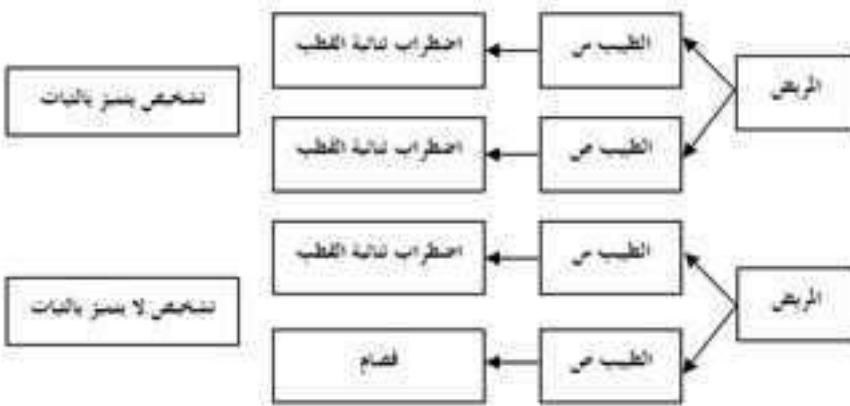 المريض
الطبيب س
اضطراب ثنائية القطب
تشخيص يتميز بالثبات
الطبيب ص
اضطراب ثنائية القطب
المريض
الطبيب س
اضطراب ثنائية القطب
تشخيص لا يتميز بالثبات
الطبيب ص
فصام